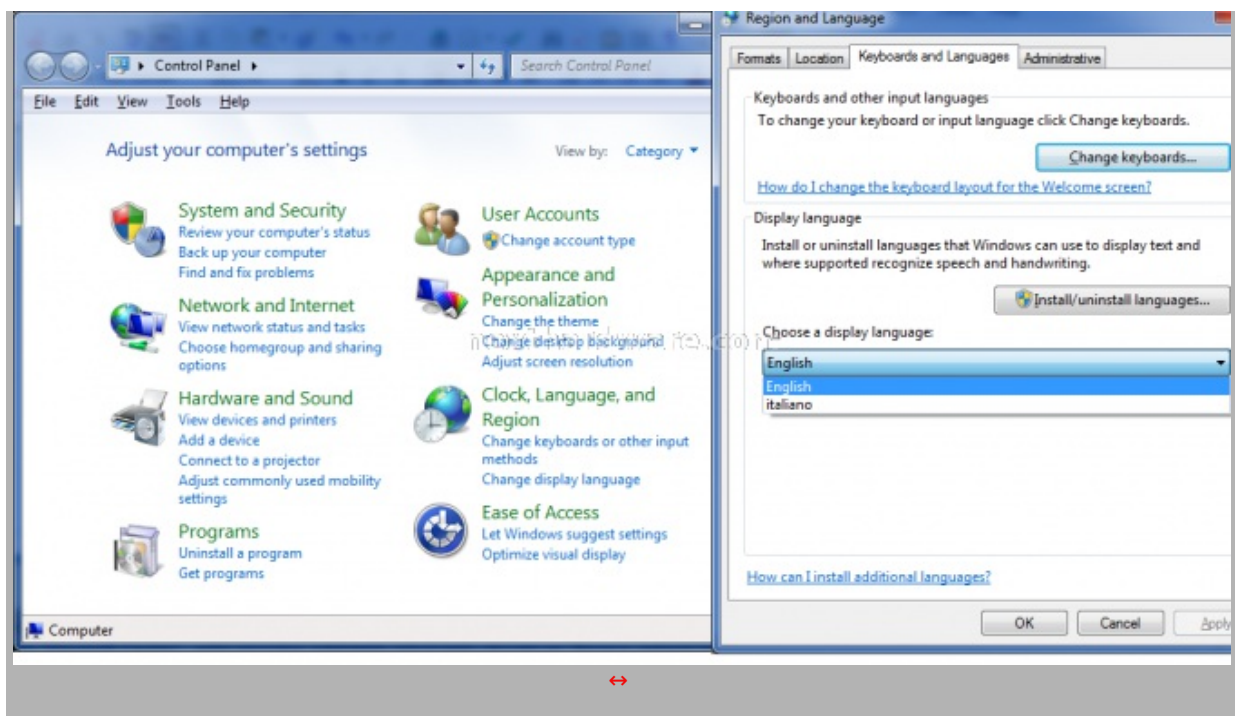 Control Panel
Search Control Panel
File Edit View Tools Help
Adjust your computer's settings
View by: Category
System and Security
Review your computer's status
Back up your computer
Find and fix problems
Network and Internet
View network status and tasks
Choose homegroup and sharing
options
Hardware and Sound
View devices and printers
Add a device
Connect to a projector
Adjust commonly used mobility
settings
Programs
Uninstall a program
Get programs
User Accounts
Change account type
Appearance and
Personalization
Change the theme
Change desktop background
Adjust screen resolution
Clock, Language, and
Region
Change keyboards or other input
methods
Change display language
Ease of Access
Let Windows suggest settings
Optimize visual display
Computer
Region and Language
Formats Location Keyboards and Languages Administrative
Keyboards and other input languages
To change your keyboard or input language click Change keyboards.
Change keyboards...
How do I change the keyboard layout for the Welcome screen?
Display language
Install or uninstall languages that Windows can use to display text and
where supported recognize speech and handwriting.
Install/uninstall languages...
Choose a display language:
English
English
italiano
How can I install additional languages?
OK Cancel Apply